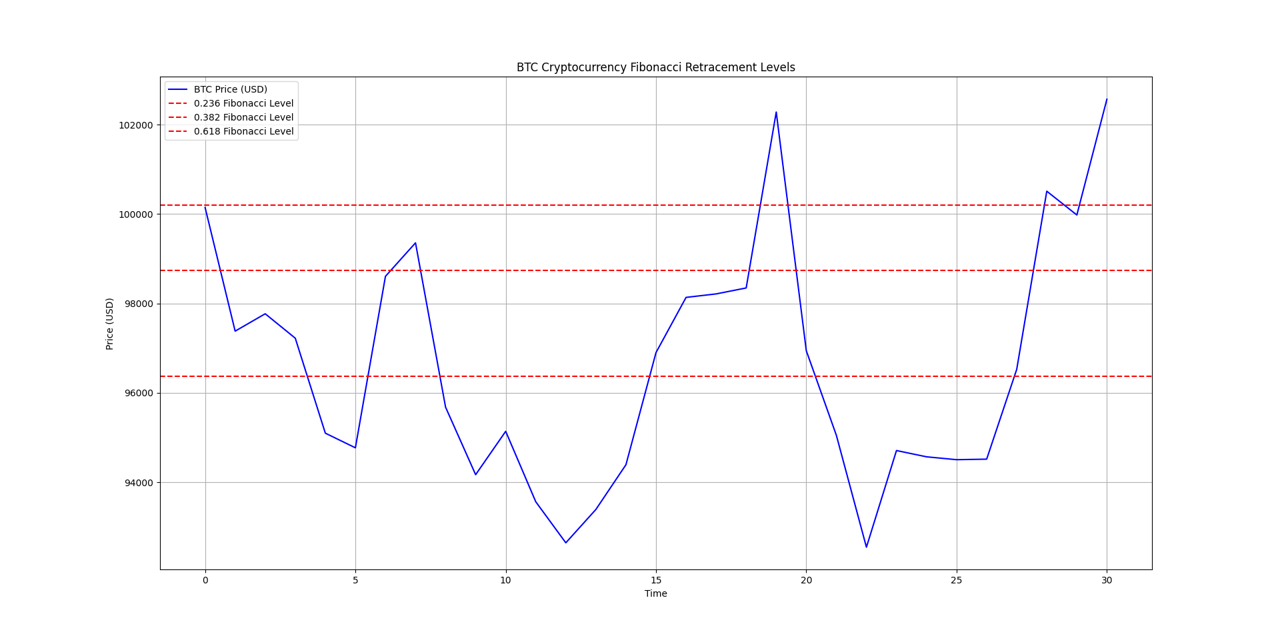 BTC Cryptocurrency Fibonacci Retracement Levels
BTC Price (USD)
0.236 Fibonacci Level
0.382 Fibonacci Level
0.618 Fibonacci Level
102000
100000
98000
96000
94000
Price (USD)
0 5 10 15 20 25 30
Time